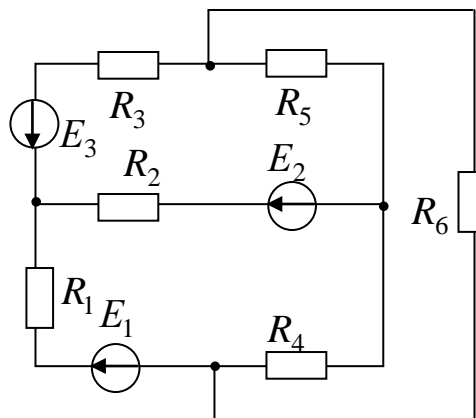 R₃
R₅
E₃
R₂
E₂
R₆
R₁
E₁
R₄